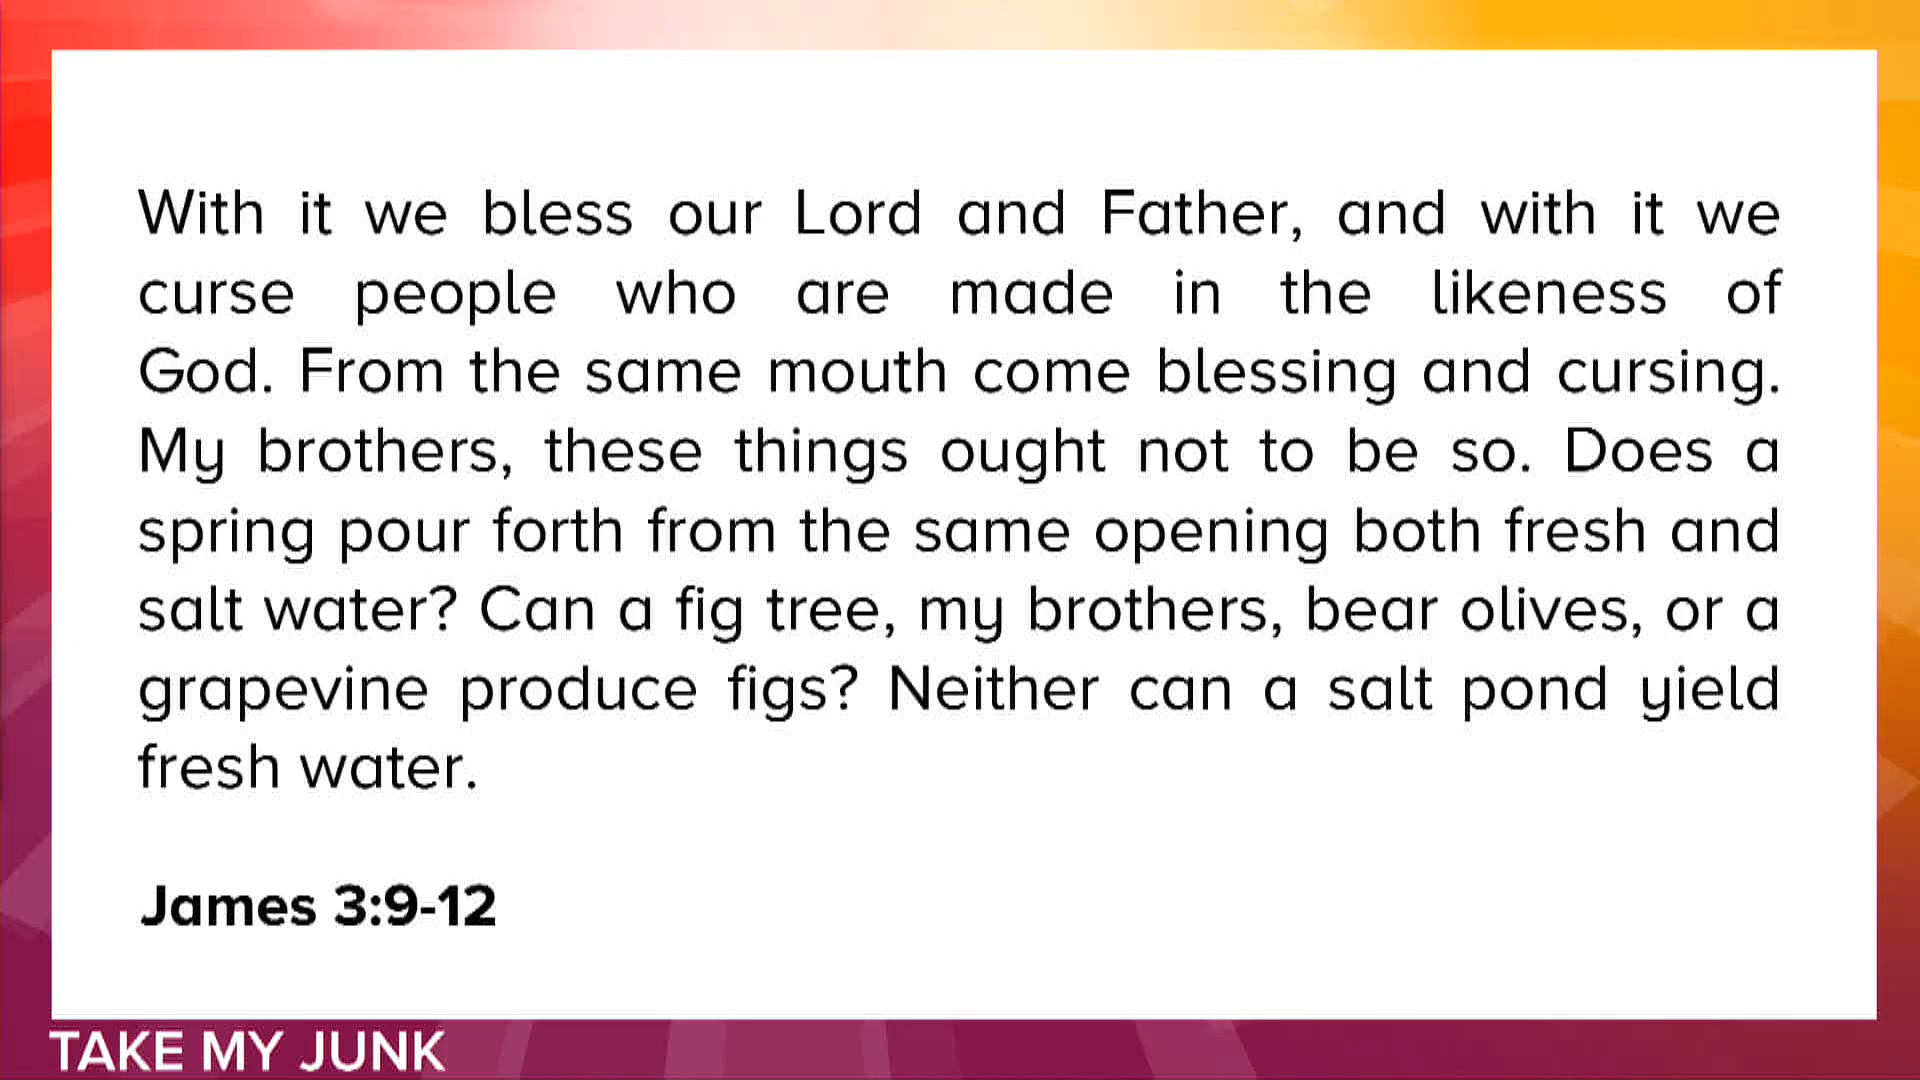 With it we bless our Lord and Father, and with it we
curse people who are made in the likeness of
God. From the same mouth come blessing and cursing.
My brothers, these things ought not to be so. Does a
spring pour forth from the same opening both fresh and
salt water? Can a fig tree, my brothers, bear olives, or a
grapevine produce figs? Neither can a salt pond yield
fresh water.
James 3:9-12
TAKE MY JUNK